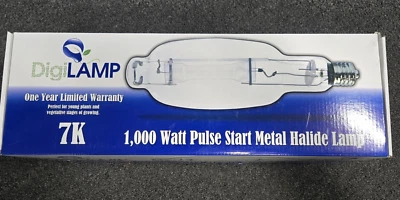 DigiLAMP
One Year Limited Warranty
Perfect for young plants and
vegetative stages of growing.
7K
1,000 Watt Pulse Start Metal Halide Lamp